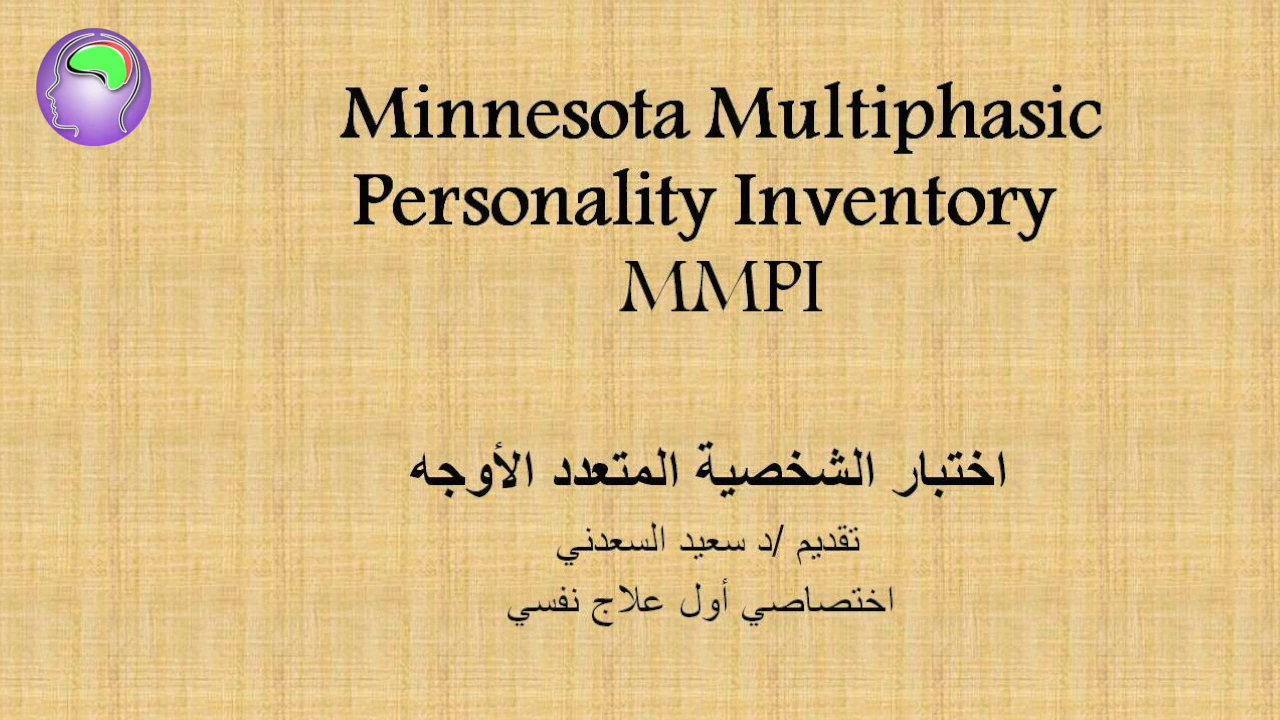 Minnesota Multiphasic
Personality Inventory
MMPI
اختبار الشخصية المتعدد الأوجه
تقديم /د سعيد السعدني
اختصاصي أول علاج نفسي